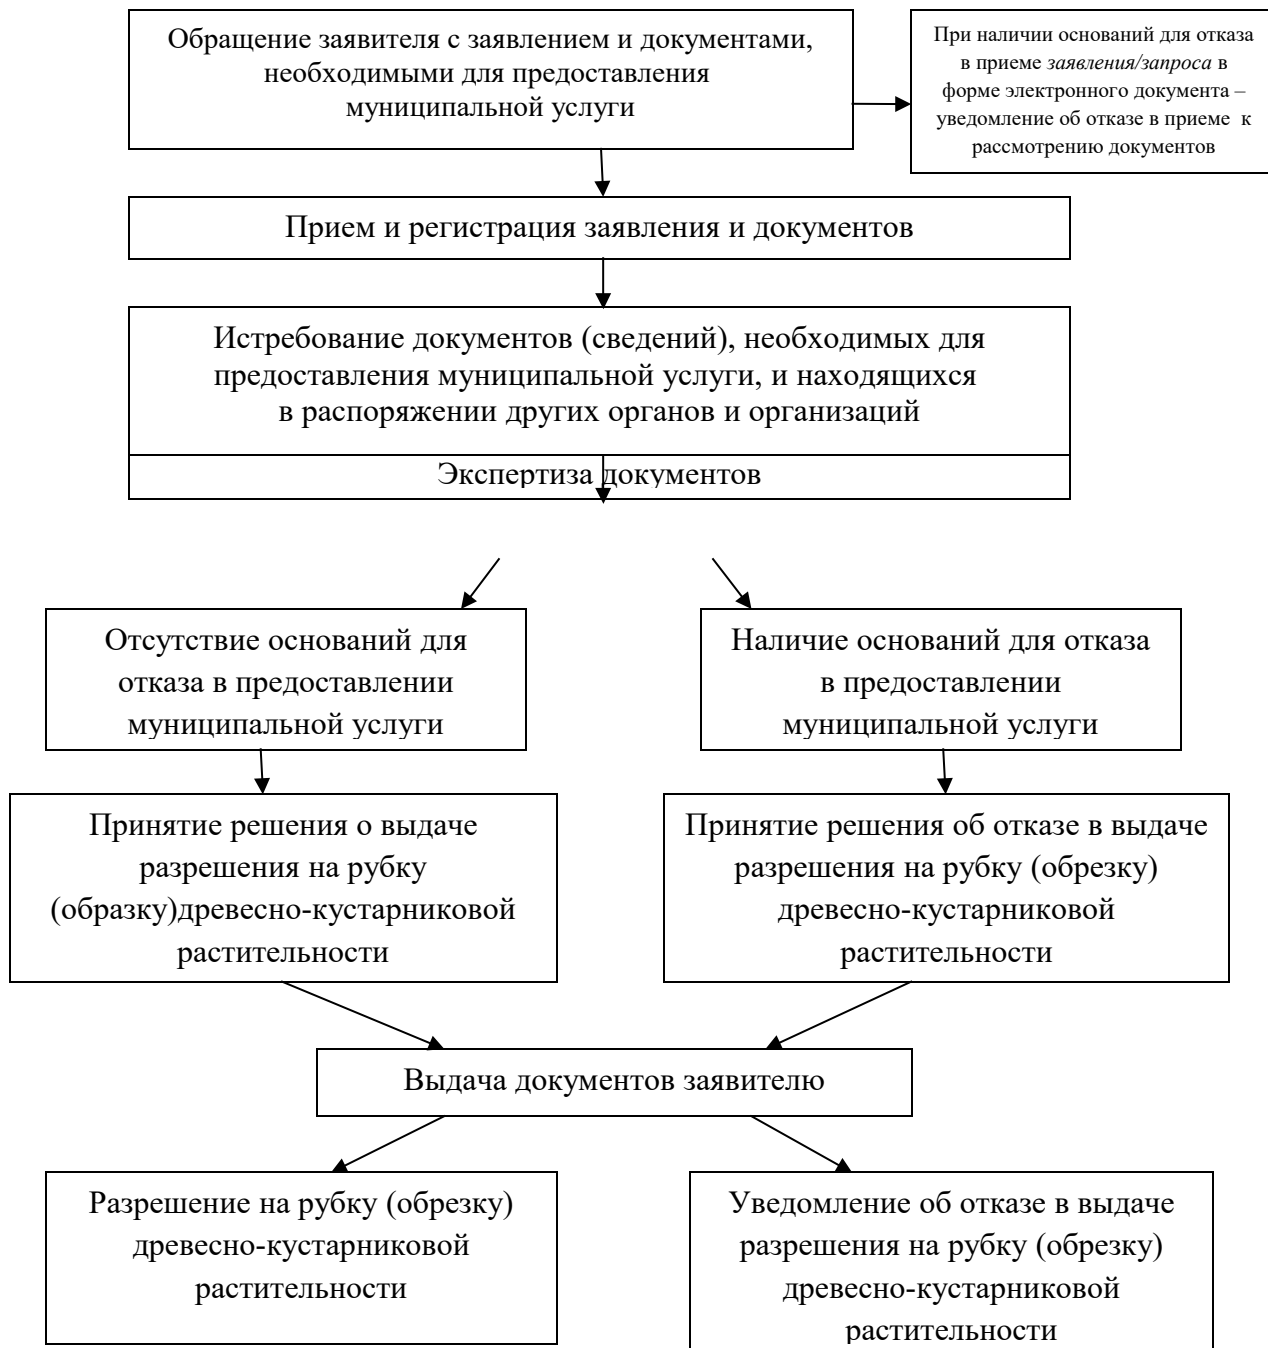 Обращение заявителя с заявлением и документами,
необходимыми для предоставления
муниципальной услуги
При наличии оснований для отказа
в приеме заявления/запроса в
форме электронного документа –
уведомление об отказе в приеме к
рассмотрению документов
Прием и регистрация заявления и документов
Истребование документов (сведений), необходимых для
предоставления муниципальной услуги, и находящихся
в распоряжении других органов и организаций
Экспертиза документов
Отсутствие оснований для
отказа в предоставлении
муниципальной услуги
Наличие оснований для отказа
в предоставлении
муниципальной услуги
Принятие решения о выдаче
разрешения на рубку
(образку)древесно-кустарниковой
растительности
Принятие решения об отказе в выдаче
разрешения на рубку (обрезку)
древесно-кустарниковой
растительности
Выдача документов заявителю
Разрешение на рубку (обрезку)
древесно-кустарниковой
растительности
Уведомление об отказе в выдаче
разрешения на рубку (обрезку)
древесно-кустарниковой
растительности